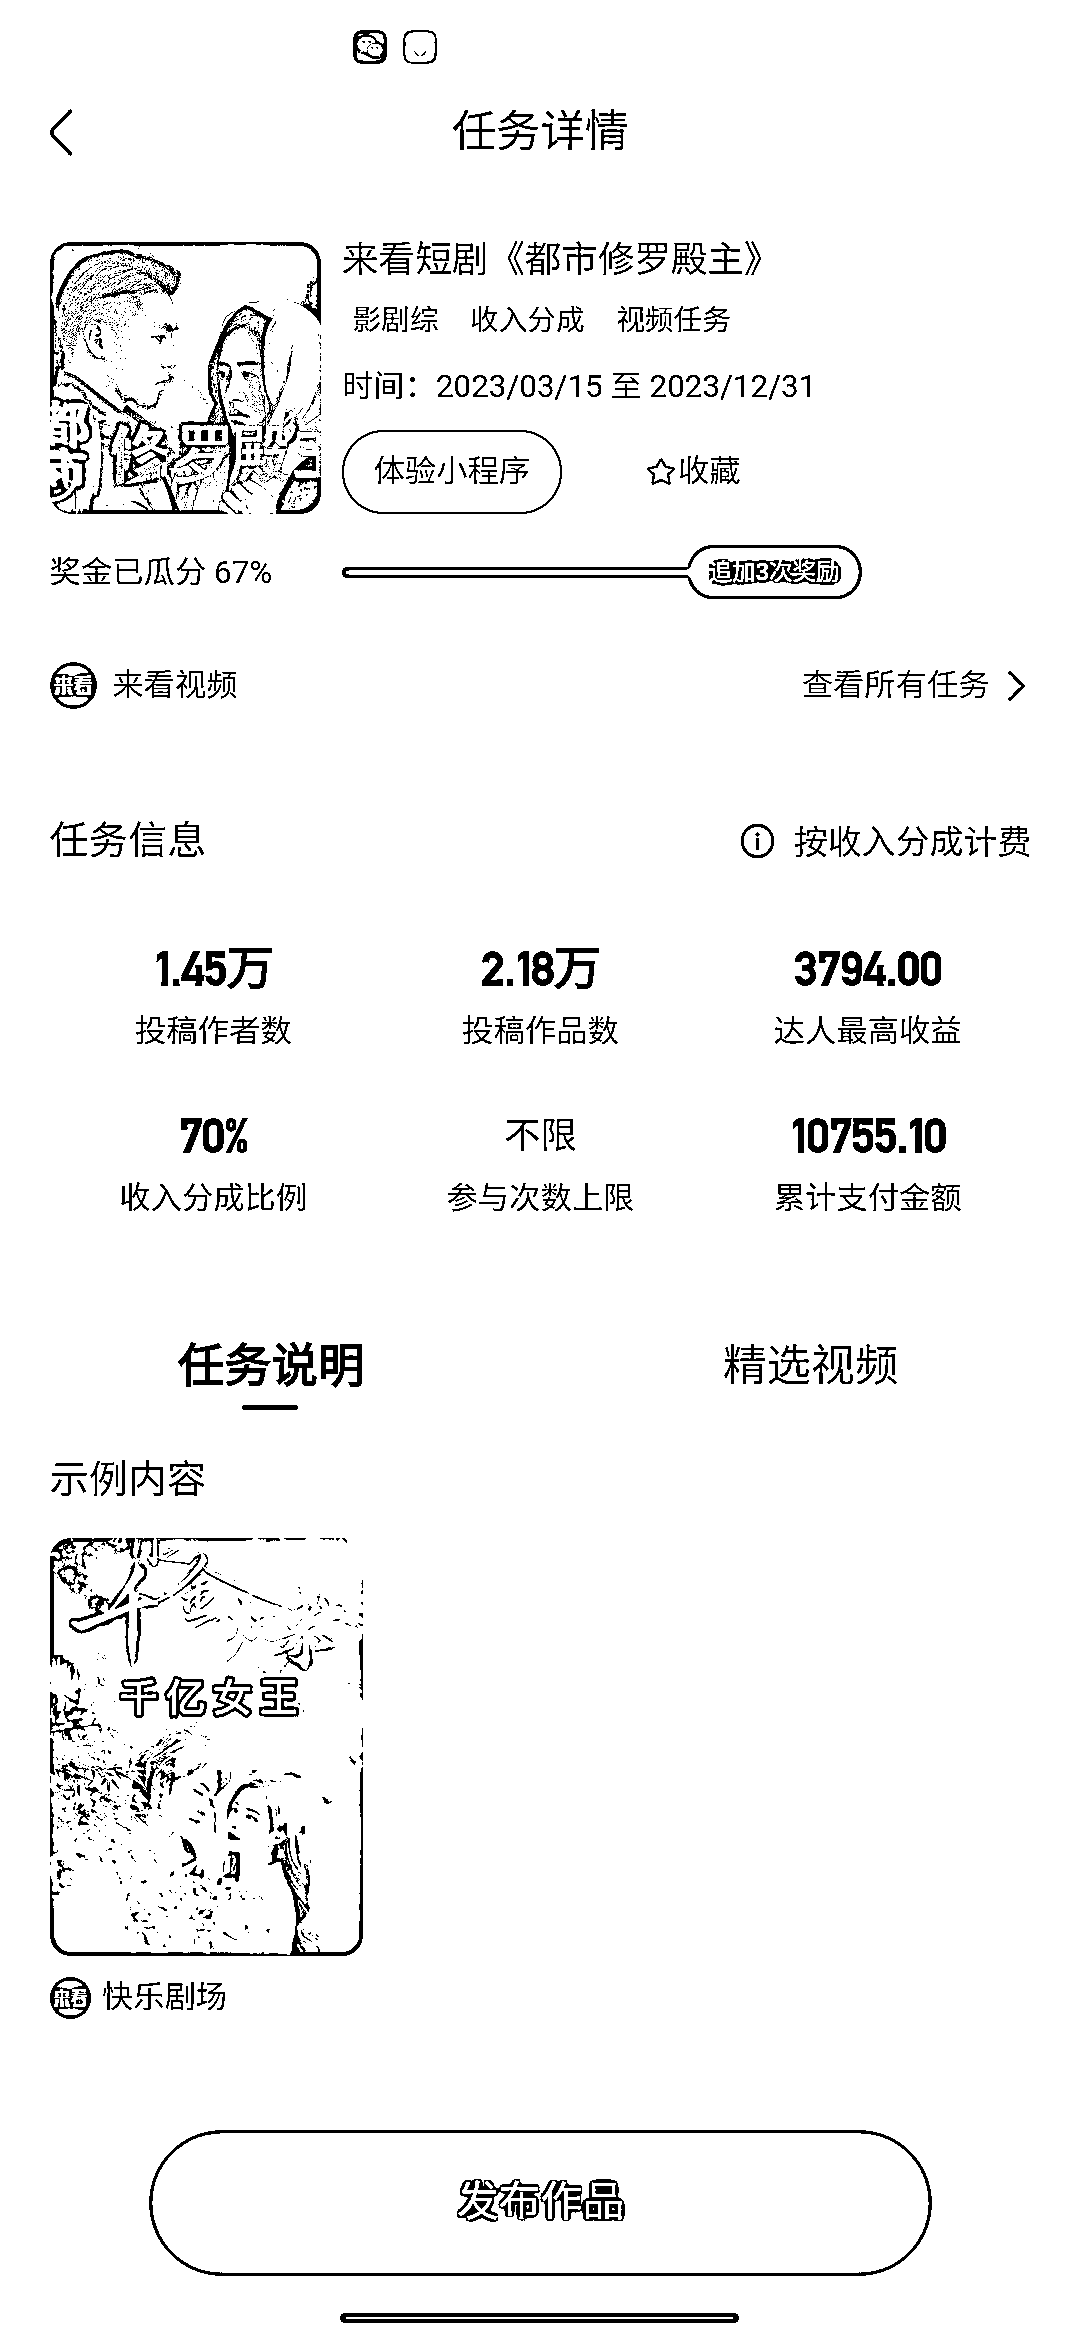 任务详情
来看短剧《都市修罗殿主》
影剧综 收入分成 视频任务
时间：2023/03/15 至 2023/12/31
体验小程序 收藏
都市修罗殿主
奖金已瓜分 67% 追加3次奖励
来看 来看视频 查看所有任务
任务信息 按收入分成计费
1.45万 2.18万 3794.00
投稿作者数 投稿作品数 达人最高收益
70% 不限 10755.10
收入分成比例 参与次数上限 累计支付金额
任务说明 精选视频
示例内容
千亿女王
来看 快乐剧场
发布作品